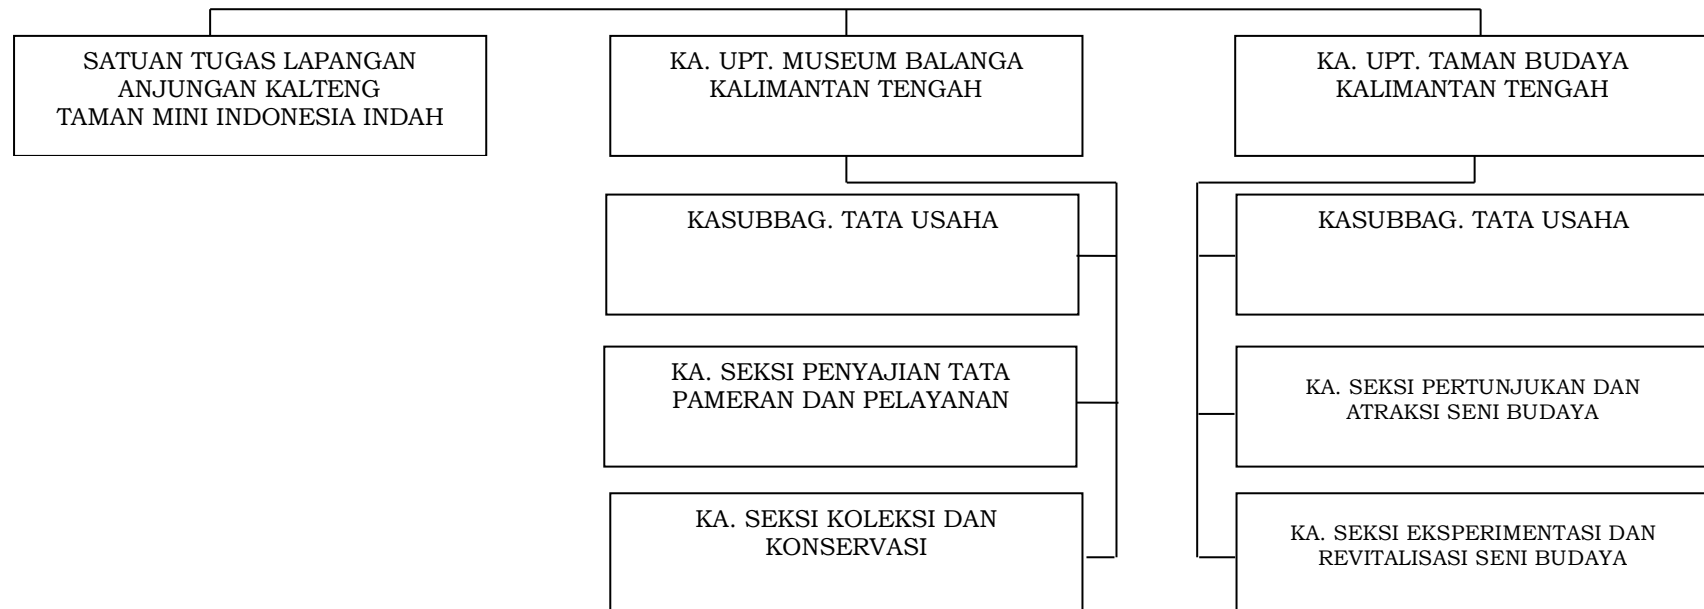 SATUAN TUGAS LAPANGAN
ANJUNGAN KALTENG
TAMAN MINI INDONESIA INDAH
KA. UPT. MUSEUM BALANGA
KALIMANTAN TENGAH
KA. UPT. TAMAN BUDAYA
KALIMANTAN TENGAH
KASUBBAG. TATA USAHA
KASUBBAG. TATA USAHA
KA. SEKSI PENYAJIAN TATA
PAMERAN DAN PELAYANAN
KA. SEKSI PERTUNJUKAN DAN
ATRAKSI SENI BUDAYA
KA. SEKSI KOLEKSI DAN
KONSERVASI
KA. SEKSI EKSPERIMENTASI DAN
REVITALISASI SENI BUDAYA